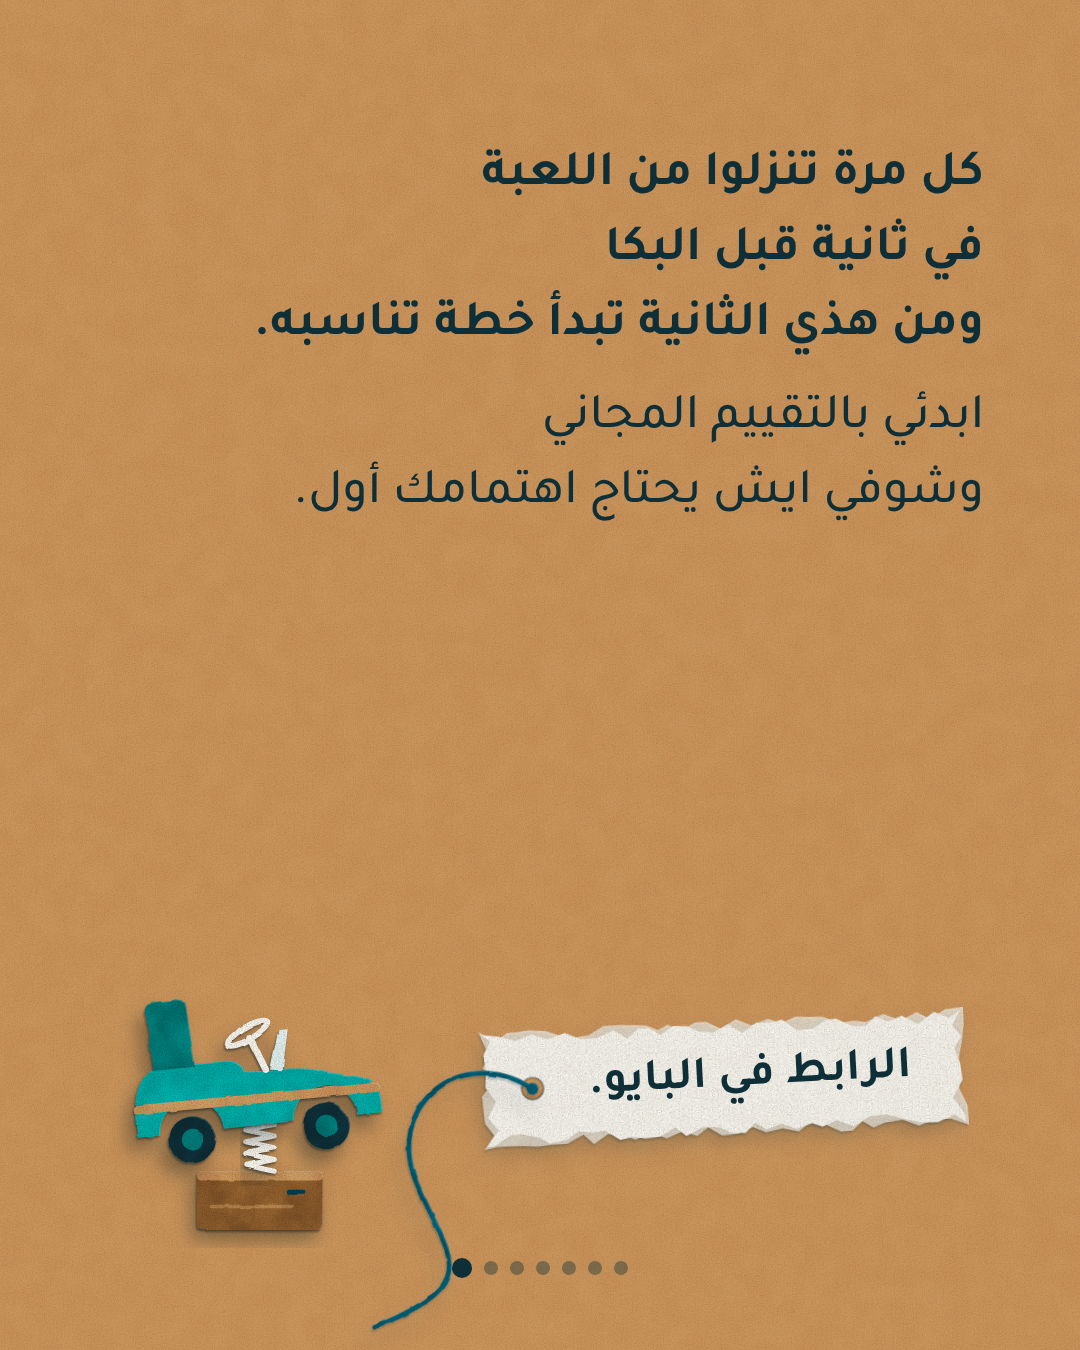 كل مرة تنزلوا من اللعبة
في ثانية قبل البكا
ومن هذي الثانية تبدأ خطة تناسبه.
ابدئي بالتقييم المجاني
وشوفي ايش يحتاج اهتمامك أول.
الرابط في البايو.